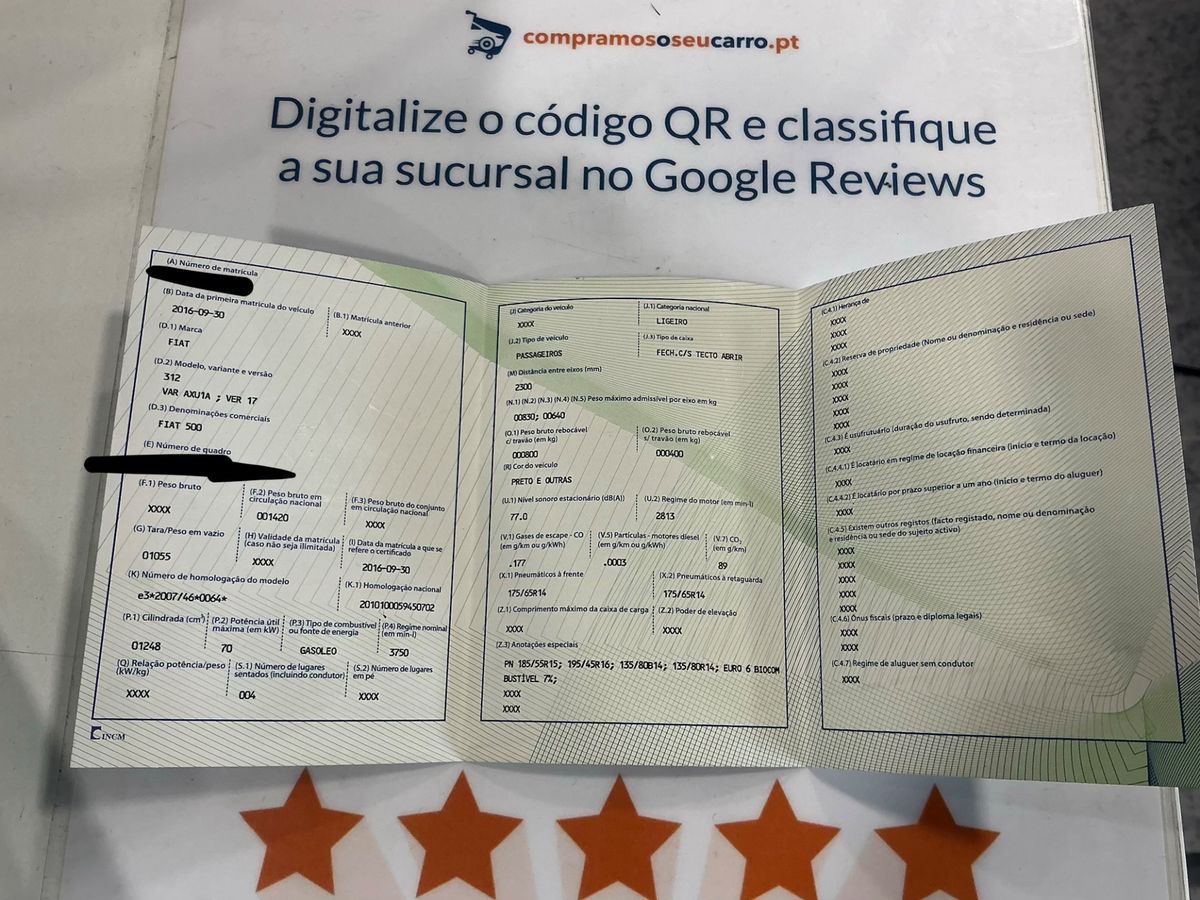 compramososeucarro.pt
Digitalize o código QR e classifique
a sua sucursal no Google Reviews
(A) Número de matrícula
(B) Data da primeira matrícula do veículo
2016-09-30
(B.1) Matrícula anterior
XXXX
(D.1) Marca
FIAT
(D.2) Modelo, variante e versão
312
VAR AXU1A ; VER 17
(D.3) Denominações comerciais
FIAT 500
(E) Número de quadro
(F.1) Peso bruto
XXXX
(F.2) Peso bruto em
circulação nacional
001420
(F.3) Peso bruto do conjunto
em circulação nacional
XXXX
(G) Tara/Peso em vazio
01055
(H) Validade da matrícula
(caso não seja ilimitada)
XXXX
(I) Data da matrícula a que se
refere o certificado
2016-09-30
(K) Número de homologação do modelo
e3*2007/46*0064*
(K.1) Homologação nacional
2010100059450702
(P.1) Cilindrada (cm³)
01248
(P.2) Potência útil
máxima (em kW)
70
(P.3) Tipo de combustível
ou fonte de energia
GASOLEO
(P.4) Regime nominal
(em min-l)
3750
(Q) Relação potência/peso
(kW/kg)
XXXX
(S.1) Número de lugares
sentados (incluindo condutor)
004
(S.2) Número de lugares
em pé
XXXX
INCM
(J) Categoria do veículo
XXXX
(J.1) Categoria nacional
LIGEIRO
(J.2) Tipo de veículo
PASSAGEIROS
(J.3) Tipo de caixa
FECH.C/S TECTO ABRIR
(M) Distância entre eixos (mm)
2300
(N.1) (N.2) (N.3) (N.4) (N.5) Peso máximo admissível por eixo em kg
00830; 00640
(O.1) Peso bruto rebocável
c/ travão (em kg)
000800
(O.2) Peso bruto rebocável
s/ travão (em kg)
000400
(R) Cor do veículo
PRETO E OUTRAS
(U.1) Nível sonoro estacionário (dB(A))
77.0
(U.2) Regime do motor (em min-l)
2813
(V.1) Gases de escape - CO
(em g/km ou g/kWh)
.177
(V.5) Partículas - motores diesel
(em g/km ou g/kWh)
.0003
(V.7) CO₂
(em g/km)
89
(X.1) Pneumáticos à frente
175/65R14
(X.2) Pneumáticos à retaguarda
175/65R14
(Z.1) Comprimento máximo da caixa de carga
XXXX
(Z.2) Poder de elevação
XXXX
(Z.3) Anotações especiais
PN 185/55R15; 195/45R16; 135/80B14; 135/80R14; EURO 6 BIOCOM
BUSTÍVEL 7%;
XXXX
XXXX
(C.4.1) Herança de
XXXX
XXXX
XXXX
(C.4.2) Reserva de propriedade (Nome ou denominação e residência ou sede)
XXXX
XXXX
XXXX
XXXX
XXXX
(C.4.3) É usufrutuário (duração do usufruto, sendo determinada)
XXXX
(C.4.4.1) É locatário em regime de locação financeira (início e termo da locação)
XXXX
(C.4.4.2) É locatário por prazo superior a um ano (início e termo do aluguer)
XXXX
(C.4.5) Existem outros registos (facto registado, nome ou denominação
e residência ou sede do sujeito activo)
XXXX
XXXX
XXXX
XXXX
XXXX
(C.4.6) Ónus fiscais (prazo e diploma legais)
XXXX
XXXX
(C.4.7) Regime de aluguer sem condutor
XXXX